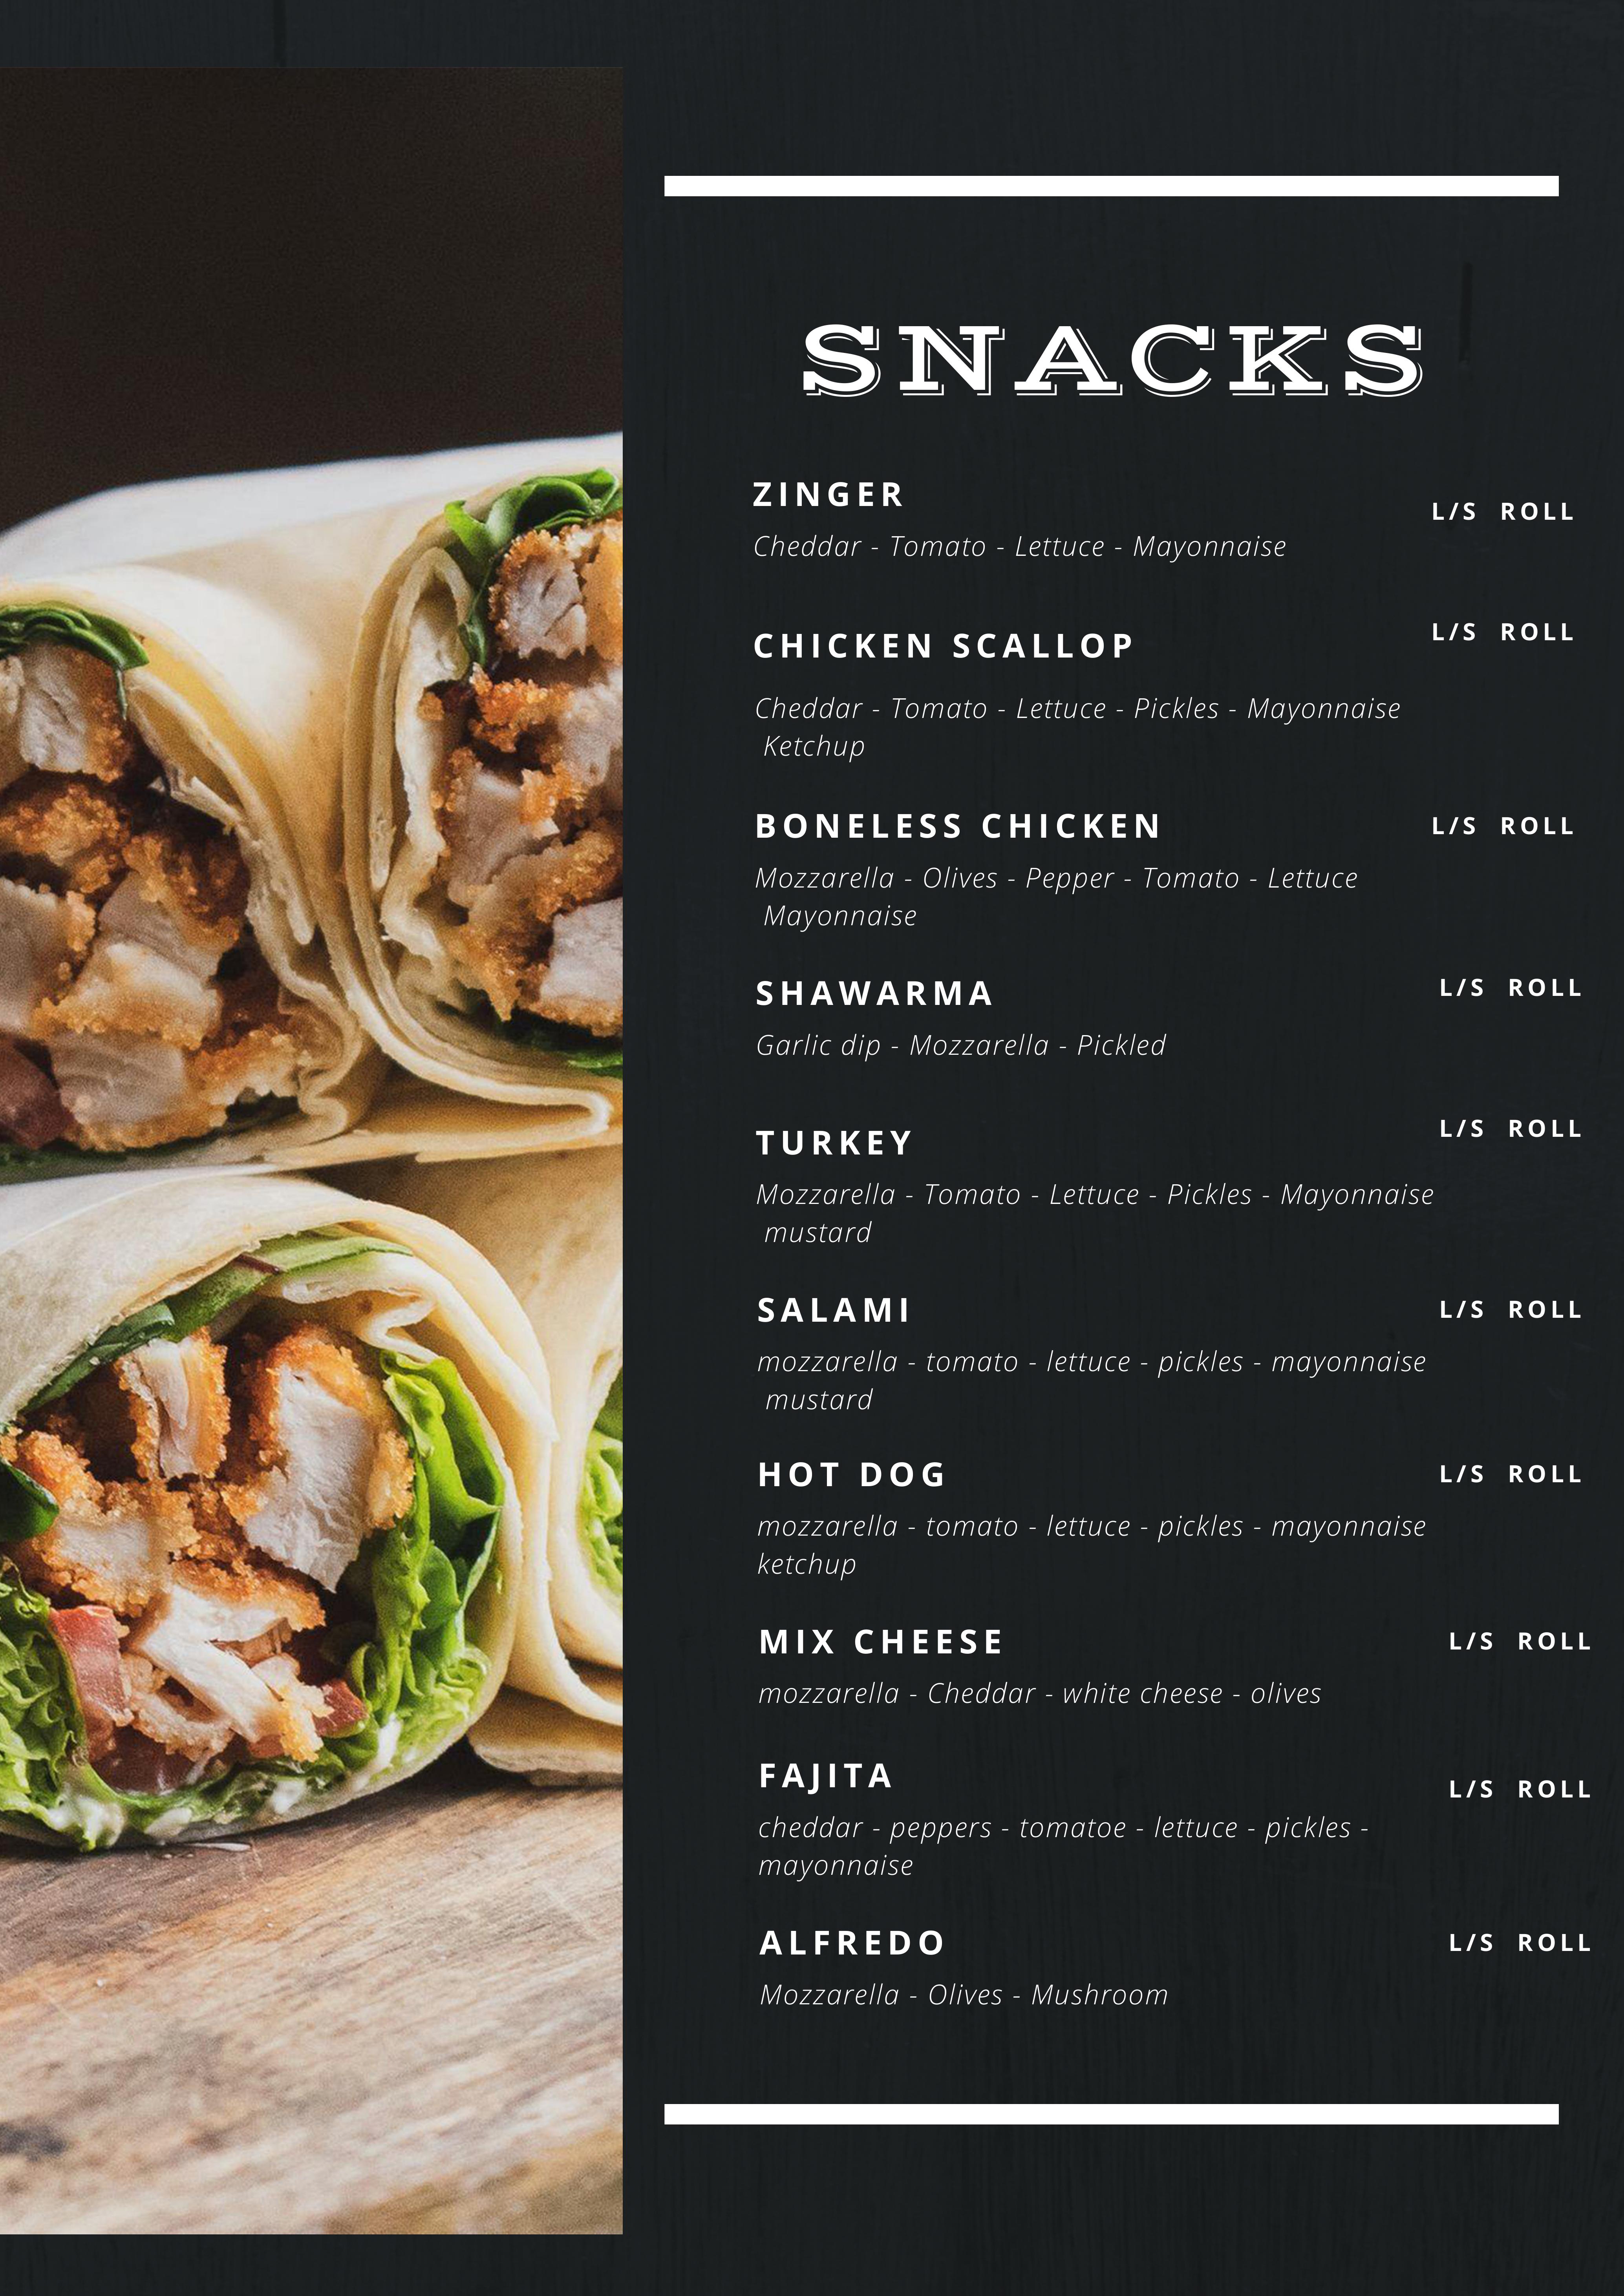 SNACKS
ZINGER
L/S ROLL
Cheddar - Tomato - Lettuce - Mayonnaise
CHICKEN SCALLOP
L/S ROLL
Cheddar - Tomato - Lettuce - Pickles - Mayonnaise
Ketchup
BONELESS CHICKEN
L/S ROLL
Mozzarella - Olives - Pepper - Tomato - Lettuce
Mayonnaise
SHAWARMA
L/S ROLL
Garlic dip - Mozzarella - Pickled
TURKEY
L/S ROLL
Mozzarella - Tomato - Lettuce - Pickles - Mayonnaise
mustard
SALAMI
L/S ROLL
mozzarella - tomato - lettuce - pickles - mayonnaise
mustard
HOT DOG
L/S ROLL
mozzarella - tomato - lettuce - pickles - mayonnaise
ketchup
MIX CHEESE
L/S ROLL
mozzarella - Cheddar - white cheese - olives
FAJITA
L/S ROLL
cheddar - peppers - tomatoe - lettuce - pickles -
mayonnaise
ALFREDO
L/S ROLL
Mozzarella - Olives - Mushroom